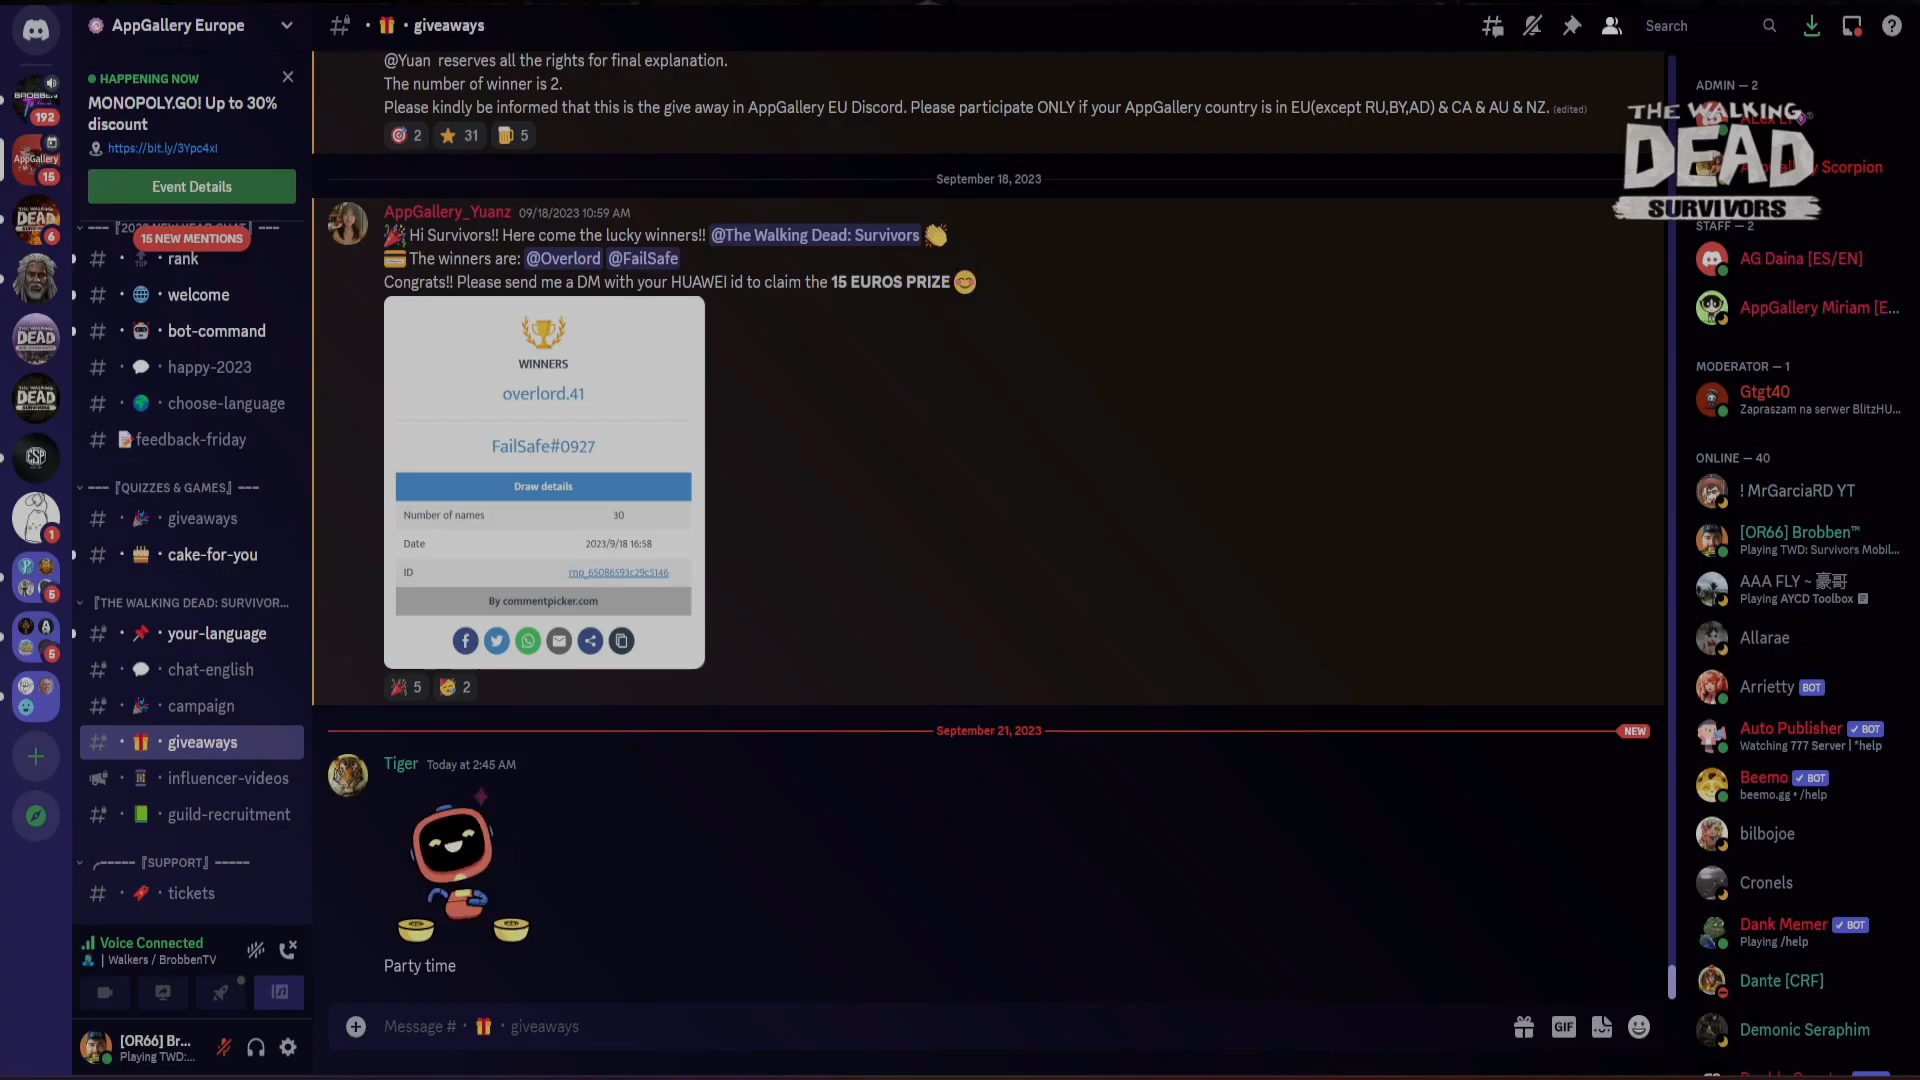 AppGallery Europe
HAPPENING NOW
MONOPOLY.GO! Up to 30%
discount
https://bit.ly/3Ypc4xI
Event Details
15 NEW MENTIONS
rank
welcome
bot-command
happy-2023
choose-language
feedback-friday
『QUIZZES & GAMES』
giveaways
cake-for-you
『THE WALKING DEAD: SURVIVOR...
your-language
chat-english
campaign
giveaways
influencer-videos
guild-recruitment
『SUPPORT』
tickets
Voice Connected
| Walkers / BrobbenTV
[OR66] Br...
Playing TWD:...
192
AppGallery
15
6
1
5
5
giveaways
Search
@Yuan reserves all the rights for final explanation.
The number of winner is 2.
Please kindly be informed that this is the give away in AppGallery EU Discord. Please participate ONLY if your AppGallery country is in EU(except RU,BY,AD) & CA & AU & NZ. (edited)
2 31 5
September 18, 2023
AppGallery_Yuanz 09/18/2023 10:59 AM
Hi Survivors!! Here come the lucky winners!! @The Walking Dead: Survivors
The winners are: @Overlord @FailSafe
Congrats!! Please send me a DM with your HUAWEI id to claim the 15 EUROS PRIZE
WINNERS
overlord.41
FailSafe#0927
Draw details
Number of names 30
Date 2023/9/18 16:58
ID rnp_65086593c29c5146
By commentpicker.com
5 2
September 21, 2023 NEW
Tiger Today at 2:45 AM
Party time
Message # giveaways
GIF
THE WALKING
DEAD
SURVIVORS
ADMIN — 2
Scorpion
STAFF — 2
AG Daina [ES/EN]
AppGallery Miriam [E...
MODERATOR — 1
Gtgt40
Zapraszam na serwer BlitzHU...
ONLINE — 40
! MrGarciaRD YT
[OR66] Brobben™
Playing TWD: Survivors Mobil...
AAA FLY ~ 豪哥
Playing AYCD Toolbox
Allarae
Arrietty BOT
Auto Publisher BOT
Watching 777 Server | *help
Beemo BOT
beemo.gg • /help
bilbojoe
Cronels
Dank Memer BOT
Playing /help
Dante [CRF]
Demonic Seraphim